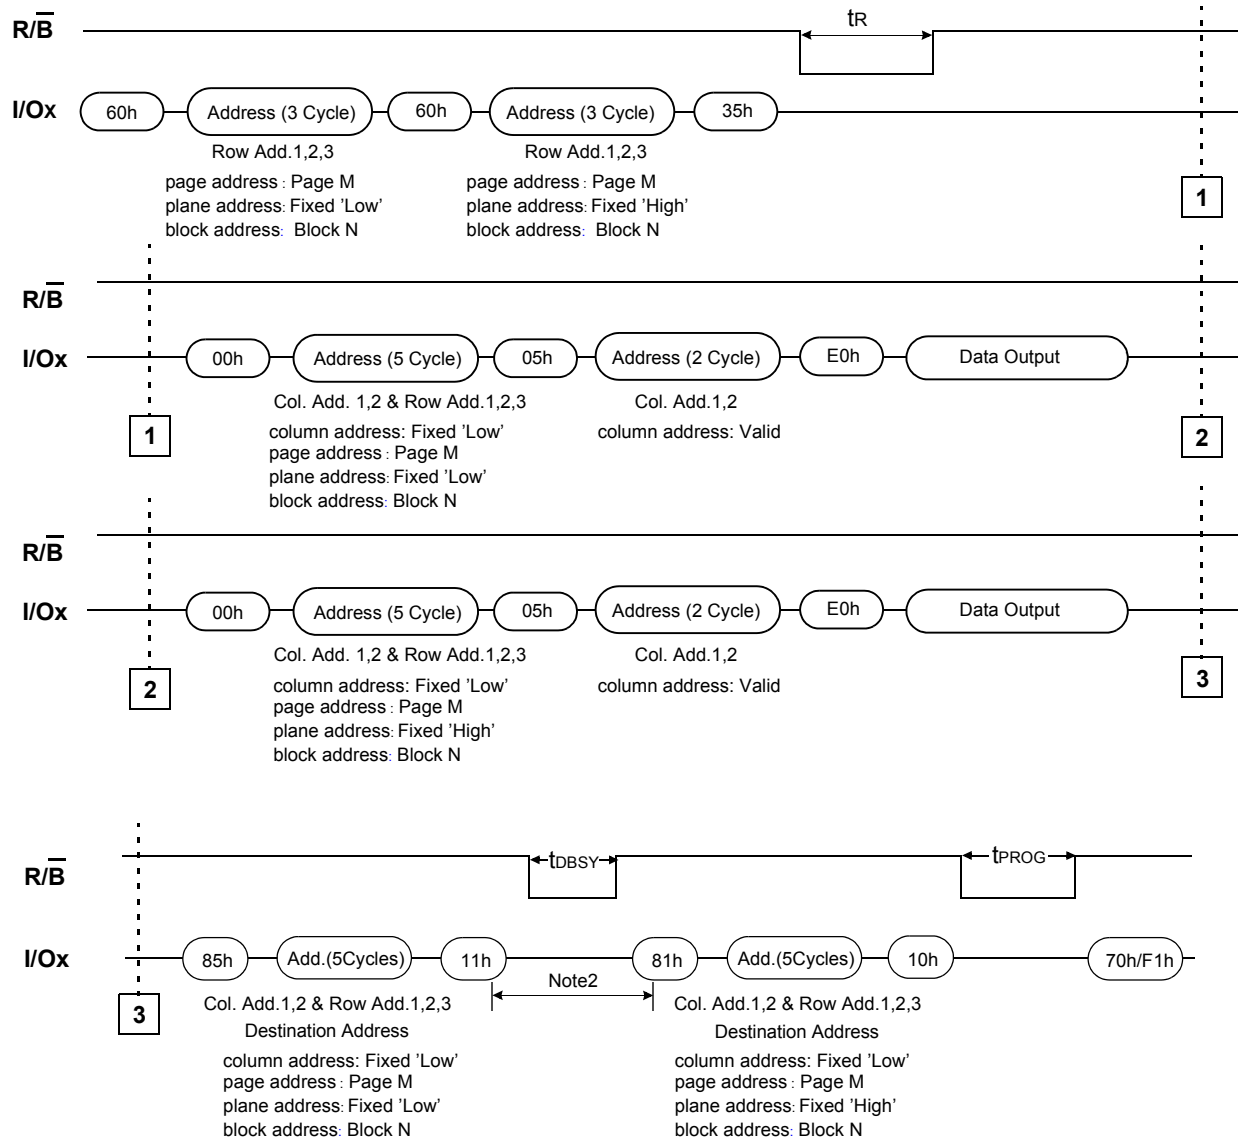 R/B tR
I/Ox 60h Address (3 Cycle) 60h Address (3 Cycle) 35h
Row Add.1,2,3 Row Add.1,2,3
page address : Page M page address : Page M
plane address: Fixed 'Low' plane address: Fixed 'High'
block address: Block N block address: Block N
1
R/B
I/Ox 00h Address (5 Cycle) 05h Address (2 Cycle) E0h Data Output
Col. Add. 1,2 & Row Add.1,2,3 Col. Add.1,2
column address: Fixed 'Low' column address: Valid
page address : Page M
plane address: Fixed 'Low'
block address: Block N
1 2
R/B
I/Ox 00h Address (5 Cycle) 05h Address (2 Cycle) E0h Data Output
Col. Add. 1,2 & Row Add.1,2,3 Col. Add.1,2
column address: Fixed 'Low' column address: Valid
page address : Page M
plane address: Fixed 'High'
block address: Block N
2 3
R/B tDBSY tPROG
I/Ox 85h Add.(5Cycles) 11h 81h Add.(5Cycles) 10h 70h/F1h
Note2
3 Col. Add.1,2 & Row Add.1,2,3 Col. Add.1,2 & Row Add.1,2,3
Destination Address Destination Address
column address: Fixed 'Low' column address: Fixed 'Low'
page address : Page M page address : Page M
plane address: Fixed 'Low' plane address: Fixed 'High'
block address: Block N block address: Block N